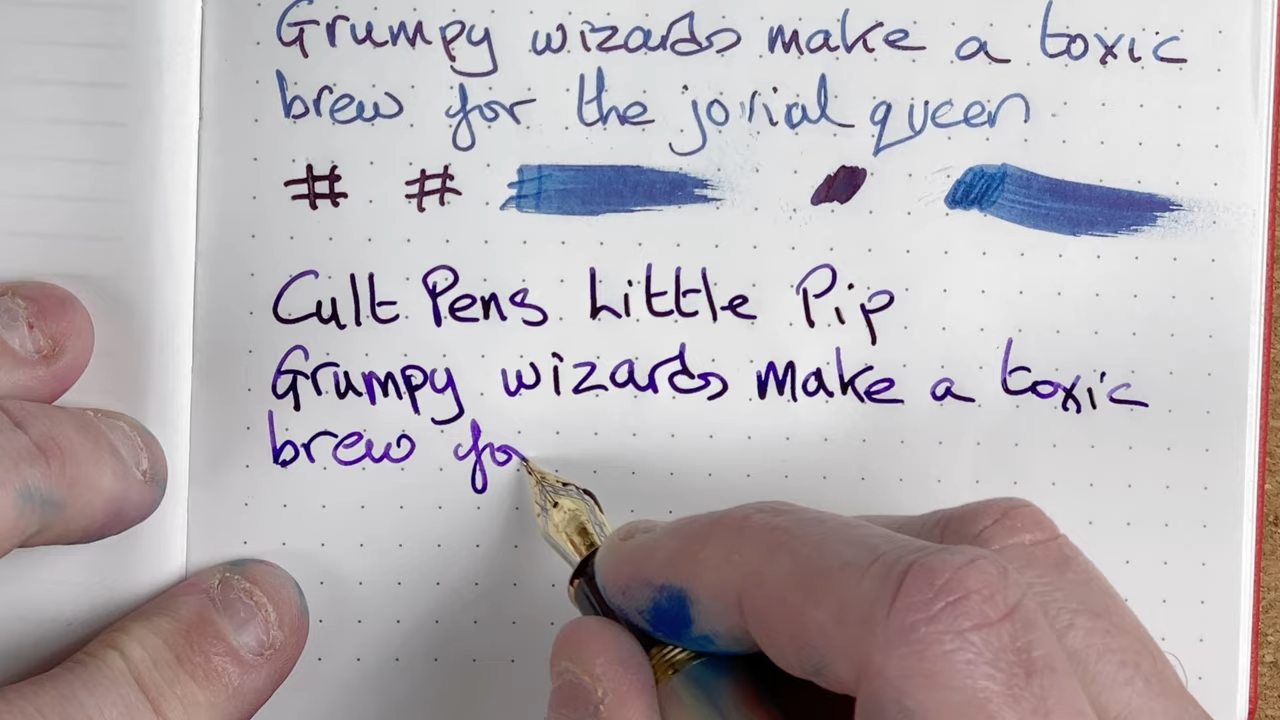 Grumpy wizards make a toxic
brew for the jovial queen
# #
Cult Pens Little Pip
Grumpy wizards make a toxic
brew fo